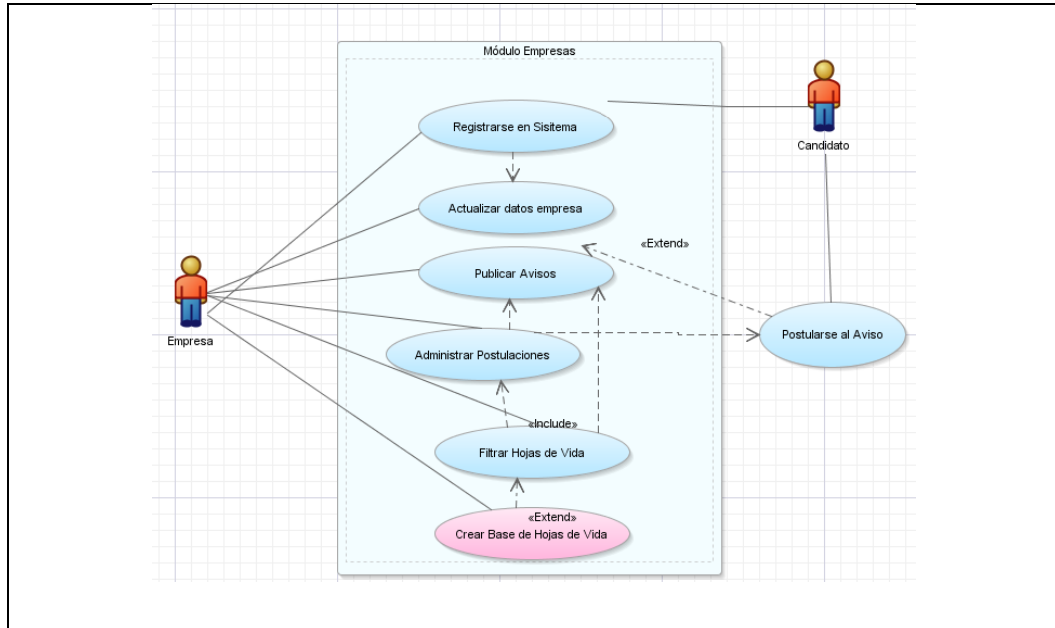 Módulo Empresas
Registrarse en Sisitema
Candidato
Actualizar datos empresa
«Extend»
Publicar Avisos
Empresa
Postularse al Aviso
Administrar Postulaciones
«Include»
Filtrar Hojas de Vida
«Extend»
Crear Base de Hojas de Vida